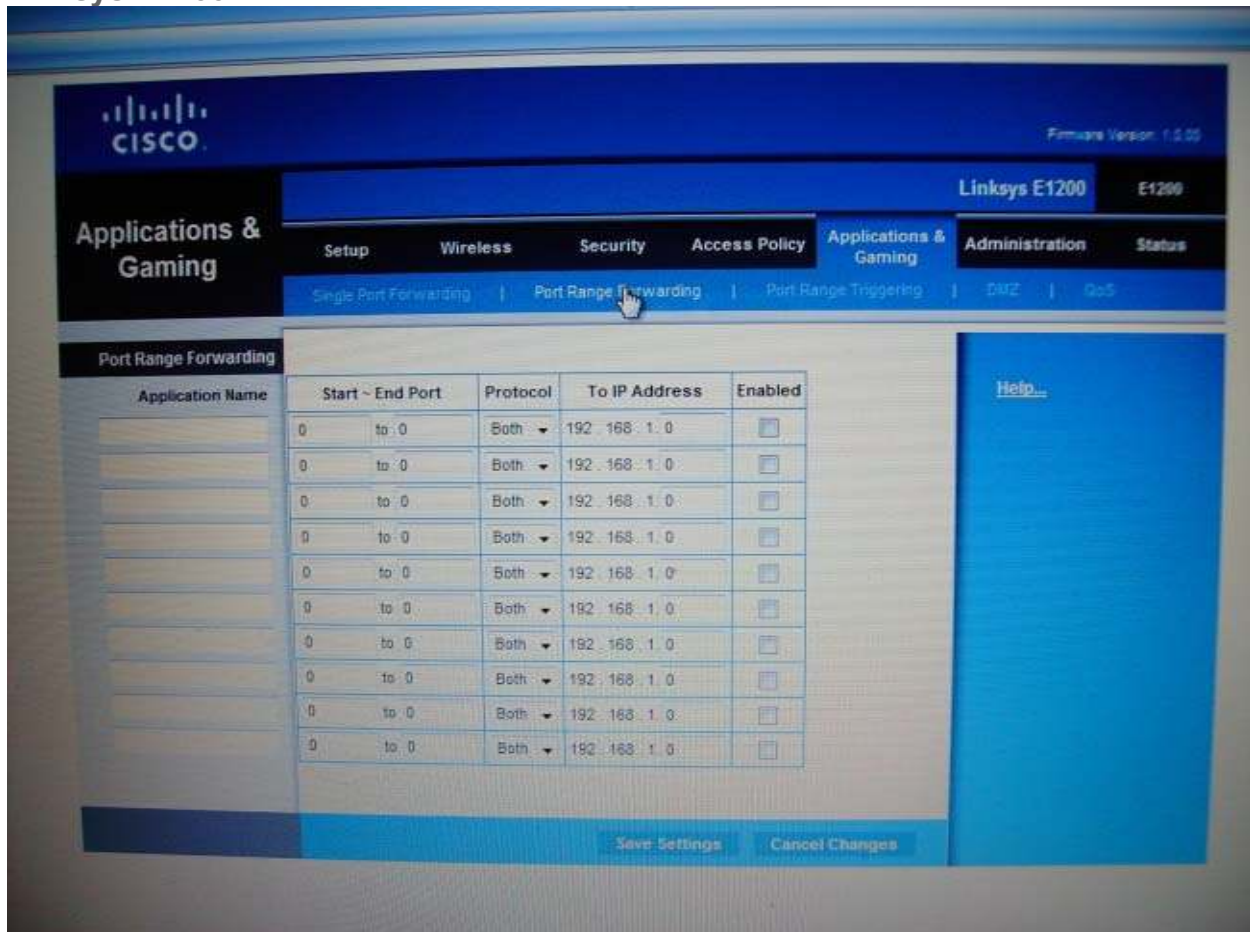 CISCO.
Firmware Version: 1.0.00
Linksys E1200 E1200
Applications & Gaming
Setup Wireless Security Access Policy Applications & Gaming Administration Status
Single Port Forwarding | Port Range Forwarding | Port Range Triggering | DMZ | QoS
Port Range Forwarding
Help...
Application Name Start ~ End Port Protocol To IP Address Enabled
0 to 0 Both 192 . 168 . 1. 0
0 to 0 Both 192 . 168 . 1. 0
0 to 0 Both 192 . 168 . 1. 0
0 to 0 Both 192 . 168 . 1. 0
0 to 0 Both 192 . 168 . 1. 0
0 to 0 Both 192 . 168 . 1. 0
0 to 0 Both 192 . 168 . 1. 0
0 to 0 Both 192 . 168 . 1. 0
0 to 0 Both 192 . 168 . 1. 0
0 to 0 Both 192 . 168 . 1. 0
Save Settings Cancel Changes